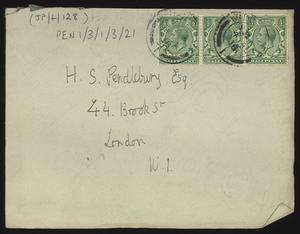 (JP/L/128)
PEN/1/3/1/3/21
H. S. Pendlebury, Esq.
44. Brook St
London
W. 1.